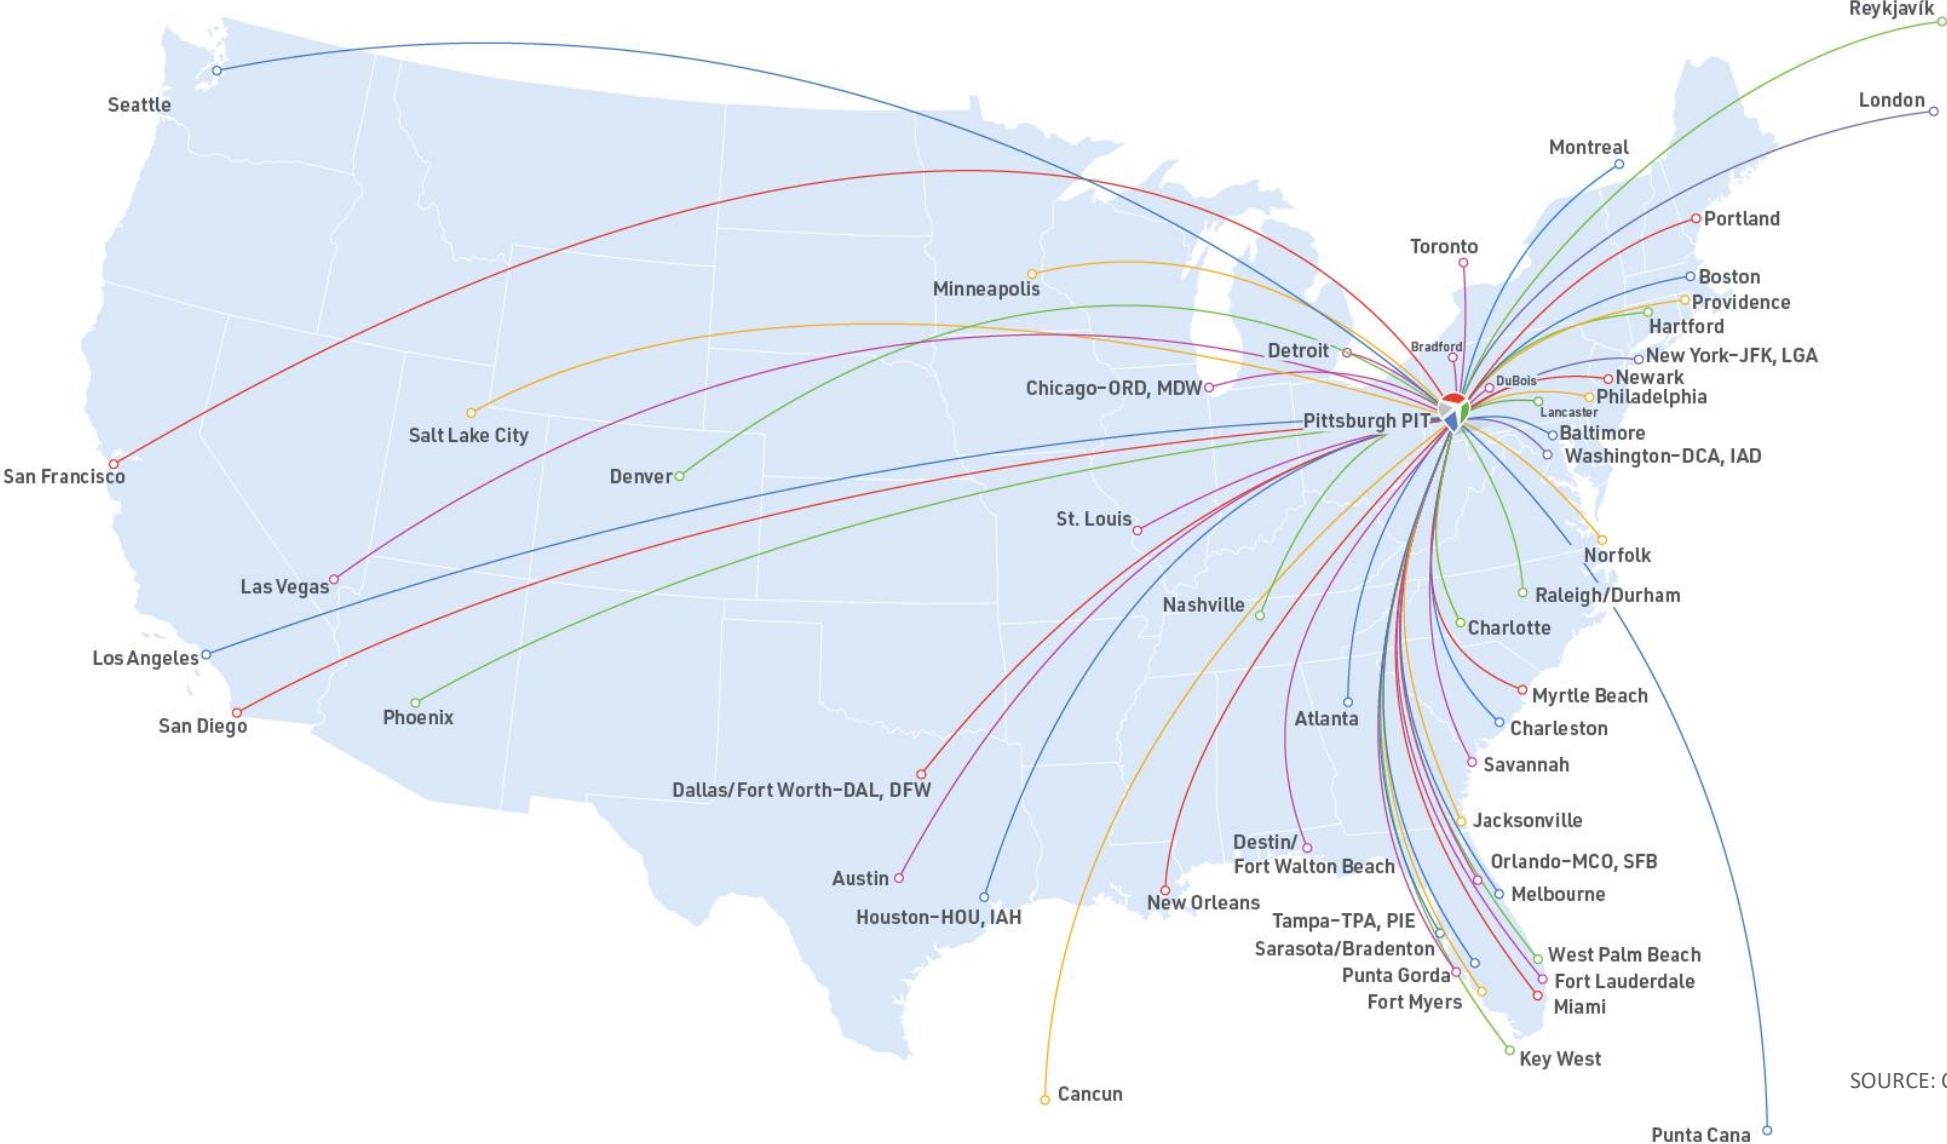 Reykjavík
London
Montreal
Seattle
Portland
Toronto
Boston
Minneapolis
Providence
Hartford
Bradford
Detroit
New York-JFK, LGA
Newark
DuBois
Chicago-ORD, MDW
Philadelphia
Lancaster
Pittsburgh PIT
Baltimore
Salt Lake City
Washington-DCA, IAD
San Francisco
Denver
St. Louis
Norfolk
Las Vegas
Raleigh/Durham
Nashville
Charlotte
Los Angeles
Myrtle Beach
San Diego
Phoenix
Atlanta
Charleston
Savannah
Dallas/Fort Worth-DAL, DFW
Jacksonville
Destin/
Fort Walton Beach
Orlando-MCO, SFB
Austin
Melbourne
New Orleans
Houston-HOU, IAH
Tampa-TPA, PIE
Sarasota/Bradenton
West Palm Beach
Punta Gorda
Fort Lauderdale
Fort Myers
Miami
Key West
SOURCE:
Cancun
Punta Cana